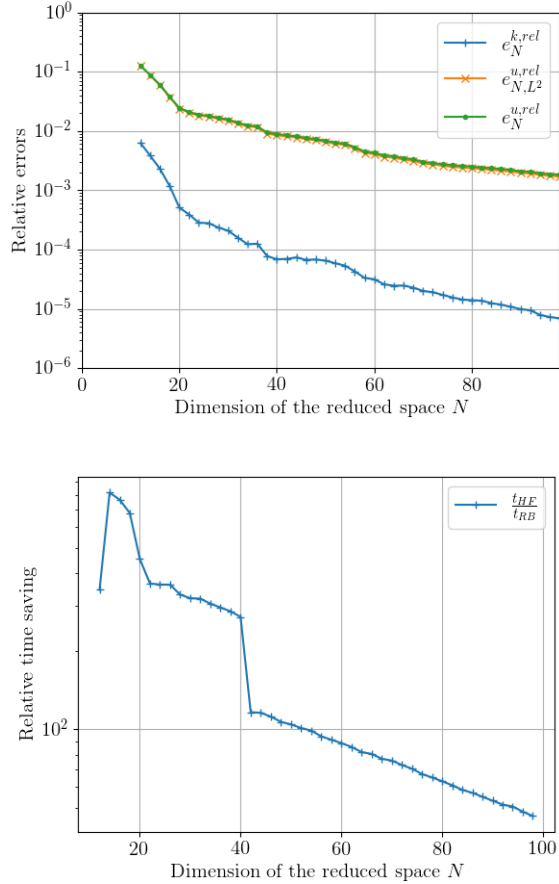 10^0
10^{-1}
10^{-2}
10^{-3}
10^{-4}
10^{-5}
10^{-6}
Relative errors
e_N^{k,rel}
e_{N,L^2}^{u,rel}
e_N^{u,rel}
0 20 40 60 80
Dimension of the reduced space N
Relative time saving
10^2
\frac{t_{HF}}{t_{RB}}
20 40 60 80 100
Dimension of the reduced space N